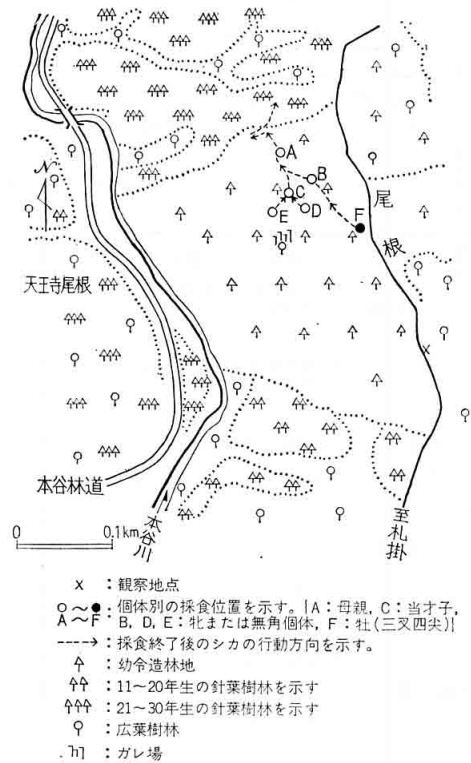 N
A
B
C
D
E
F
尾根
天王寺尾根
本谷林道
本谷川
至札掛
0 0.1km
x
x：観察地点
○～●：個体別の採食位置を示す。{A：母親，C：当才子，
A～F B，D，E：牝または無角個体，F：牡(三叉四尖)}
----→：採食終了後のシカの行動方向を示す。
：幼令造林地
：11～20年生の針葉樹林を示す
：21～30年生の針葉樹林を示す
：広葉樹林
：ガレ場